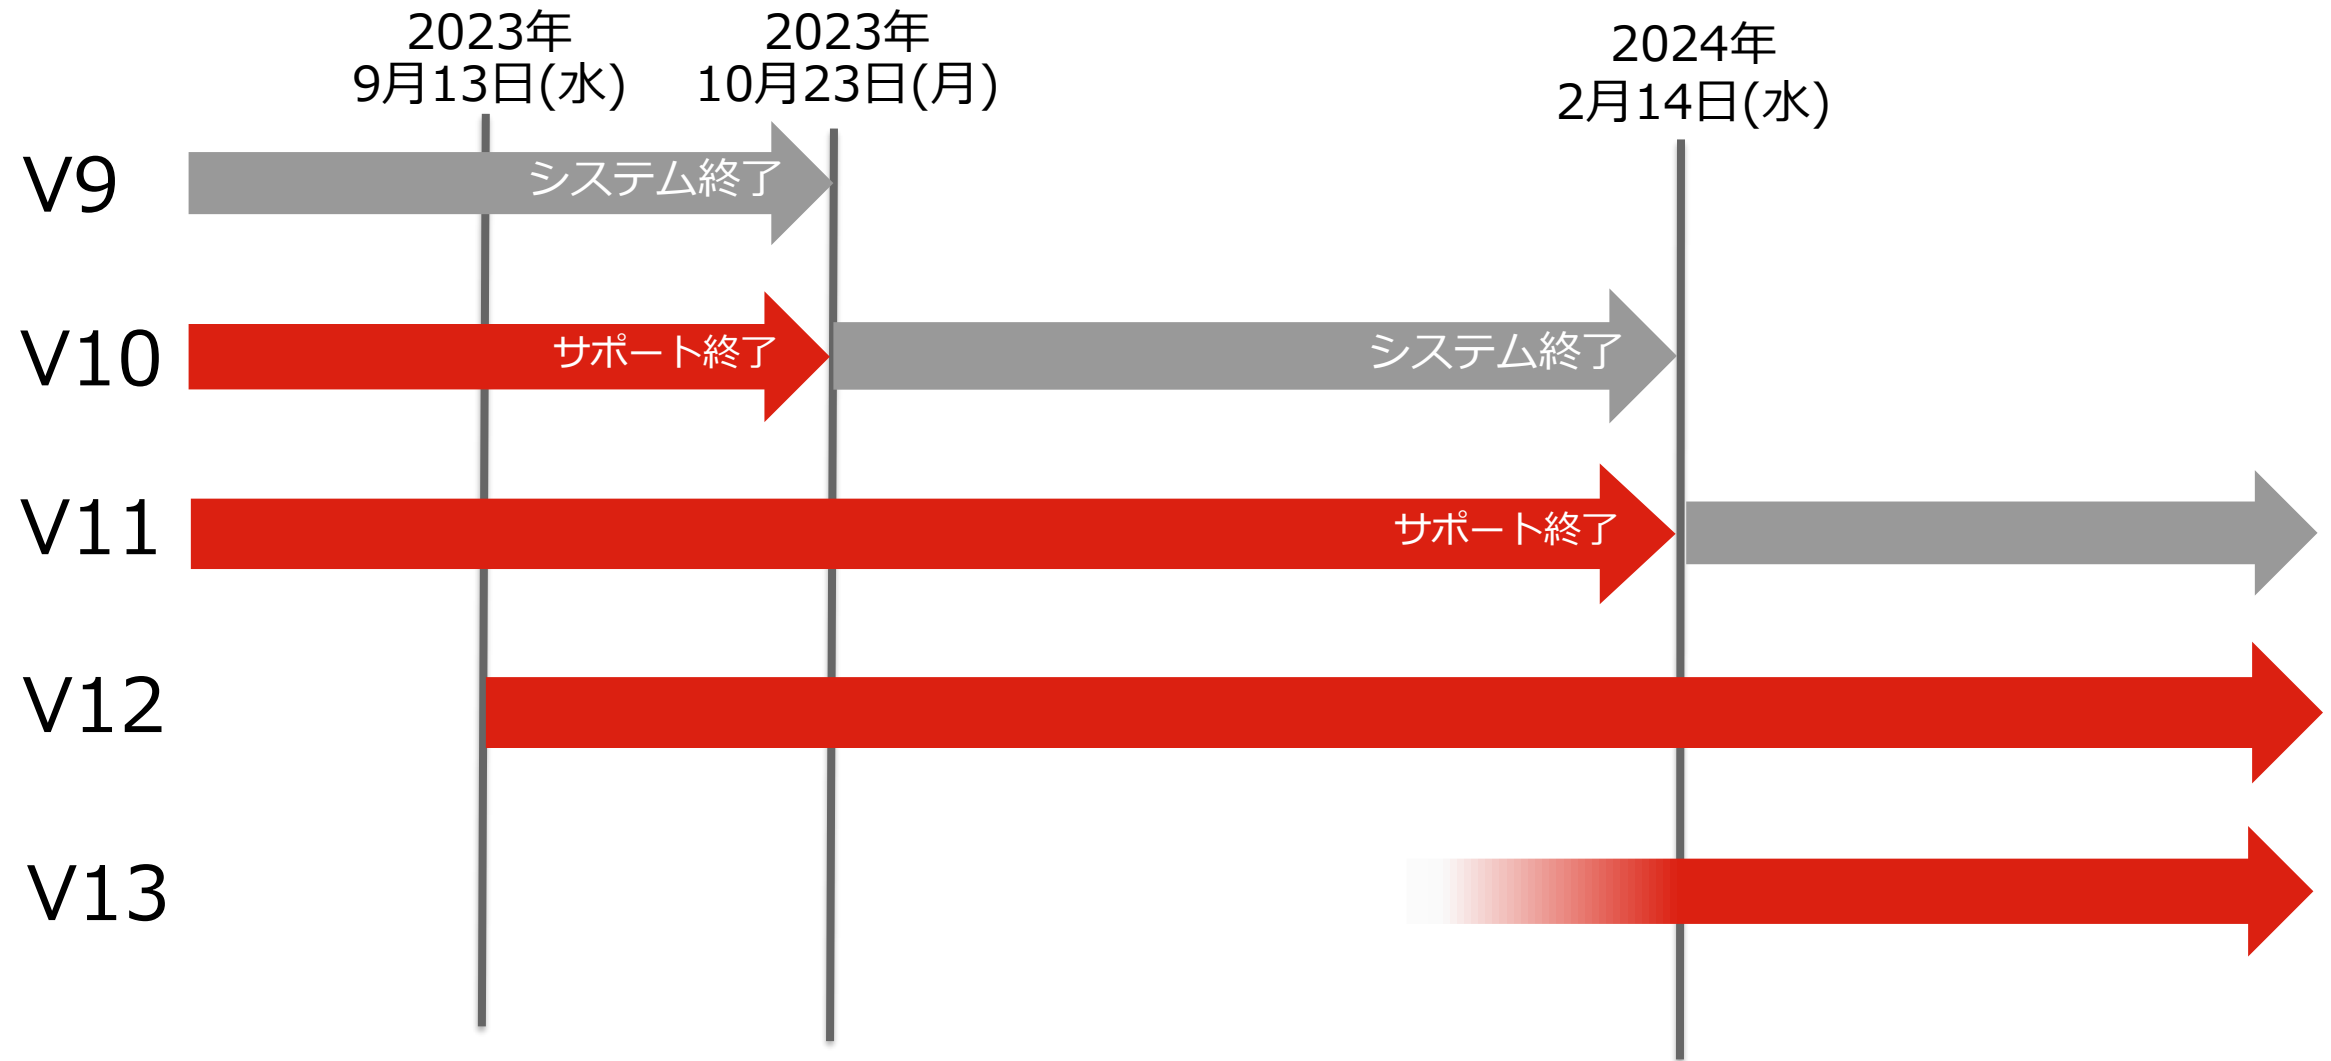 2023年
9月13日(水)
2023年
10月23日(月)
2024年
2月14日(水)
V9
システム終了
V10
サポート終了
システム終了
V11
サポート終了
V12
V13